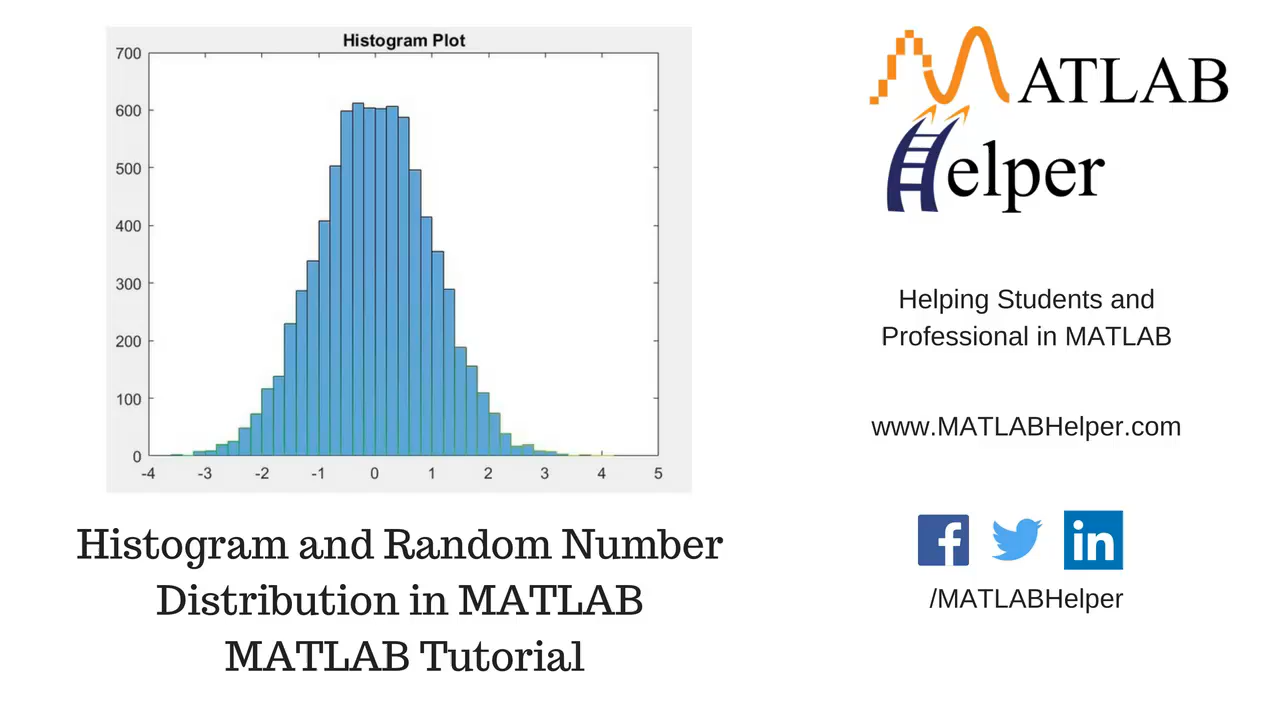 Histogram Plot
700
600
500
400
300
200
100
0
-4 -3 -2 -1 0 1 2 3 4 5
Histogram and Random Number
Distribution in MATLAB
MATLAB Tutorial
MATLAB
Helper
Helping Students and
Professional in MATLAB
www.MATLABHelper.com
/MATLABHelper